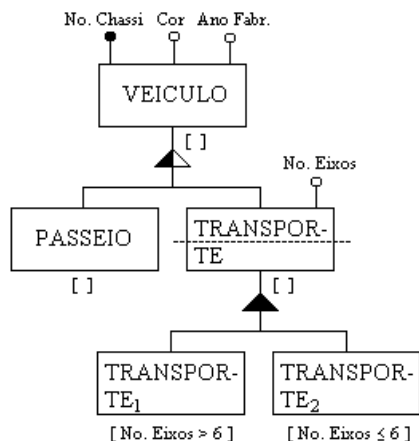 No. Chassi Cor Ano Fabr.
VEICULO
[ ]
No. Eixos
PASSEIO
TRANSPOR-
TE
[ ]
[ ]
TRANSPOR-
TE1
TRANSPOR-
TE2
[ No. Eixos > 6 ]
[ No. Eixos ≤ 6 ]